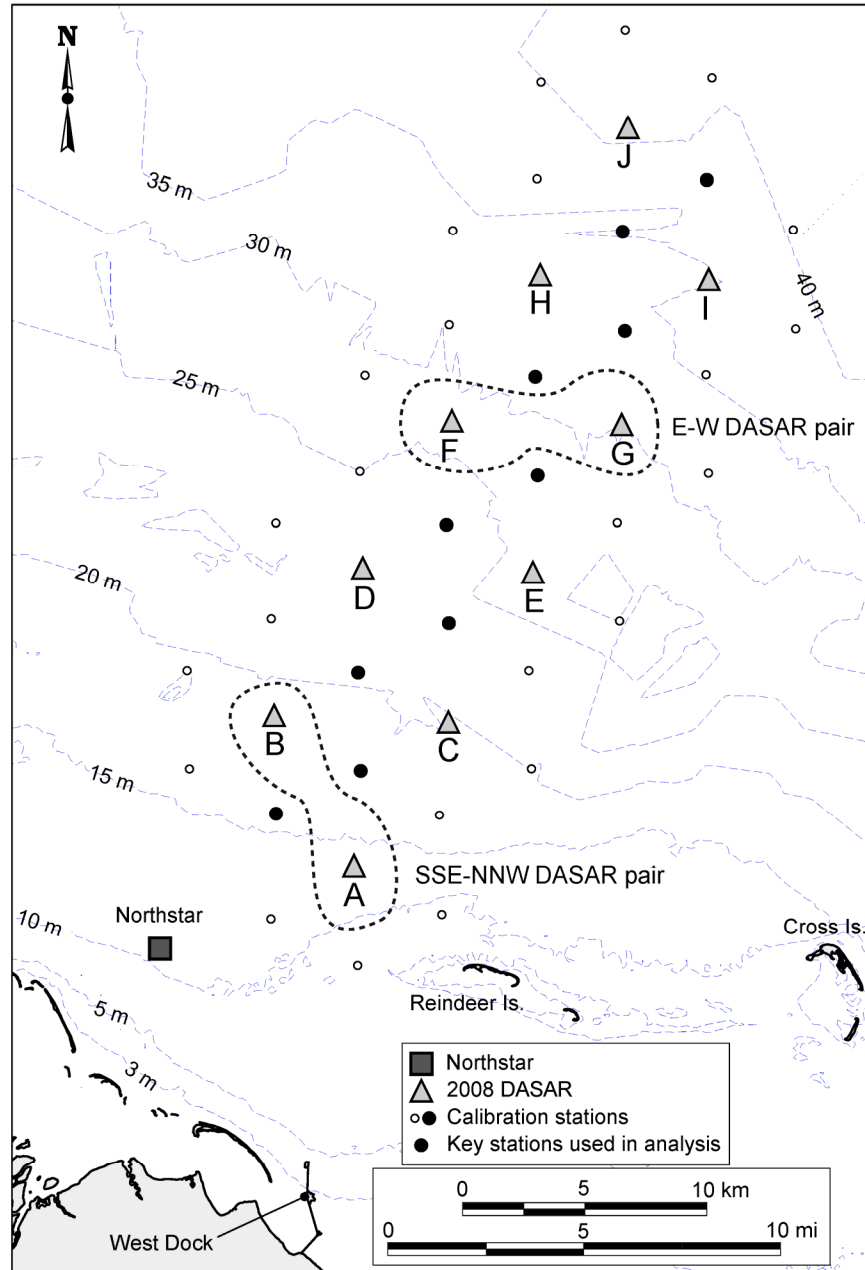 N
J
35 m
30 m
H
I
40 m
25 m
F
G
E-W DASAR pair
20 m
D
E
B
C
15 m
A
SSE-NNW DASAR pair
Northstar
10 m
Cross Is.
Reindeer Is.
5 m
3 m
Northstar
2008 DASAR
Calibration stations
Key stations used in analysis
0 5 10 km
0 5 10 mi
West Dock